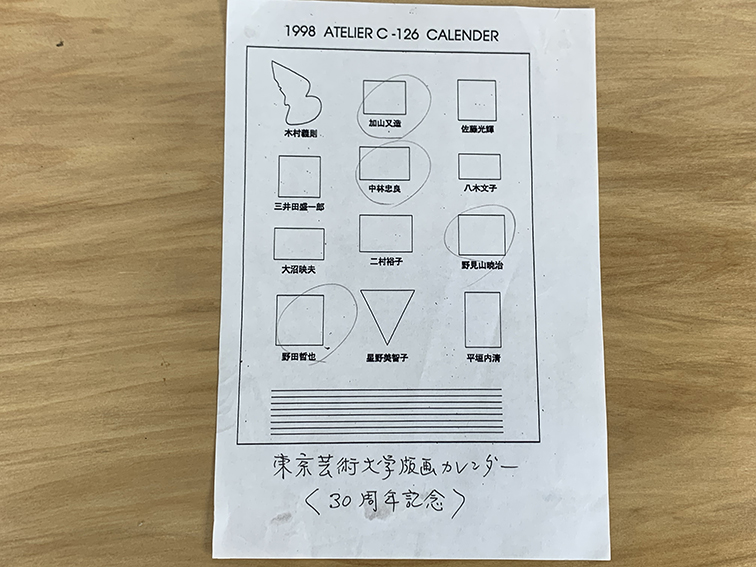 1998 ATELIER C -126 CALENDER
木村繭則
加山又造
佐藤光輝
三井田盛一郎
中林忠良
八木文子
大沼映夫
二村裕子
野見山暁治
野田哲也
星野美智子
平垣内清
東京芸術大学版画カレンダー
〈30周年記念〉